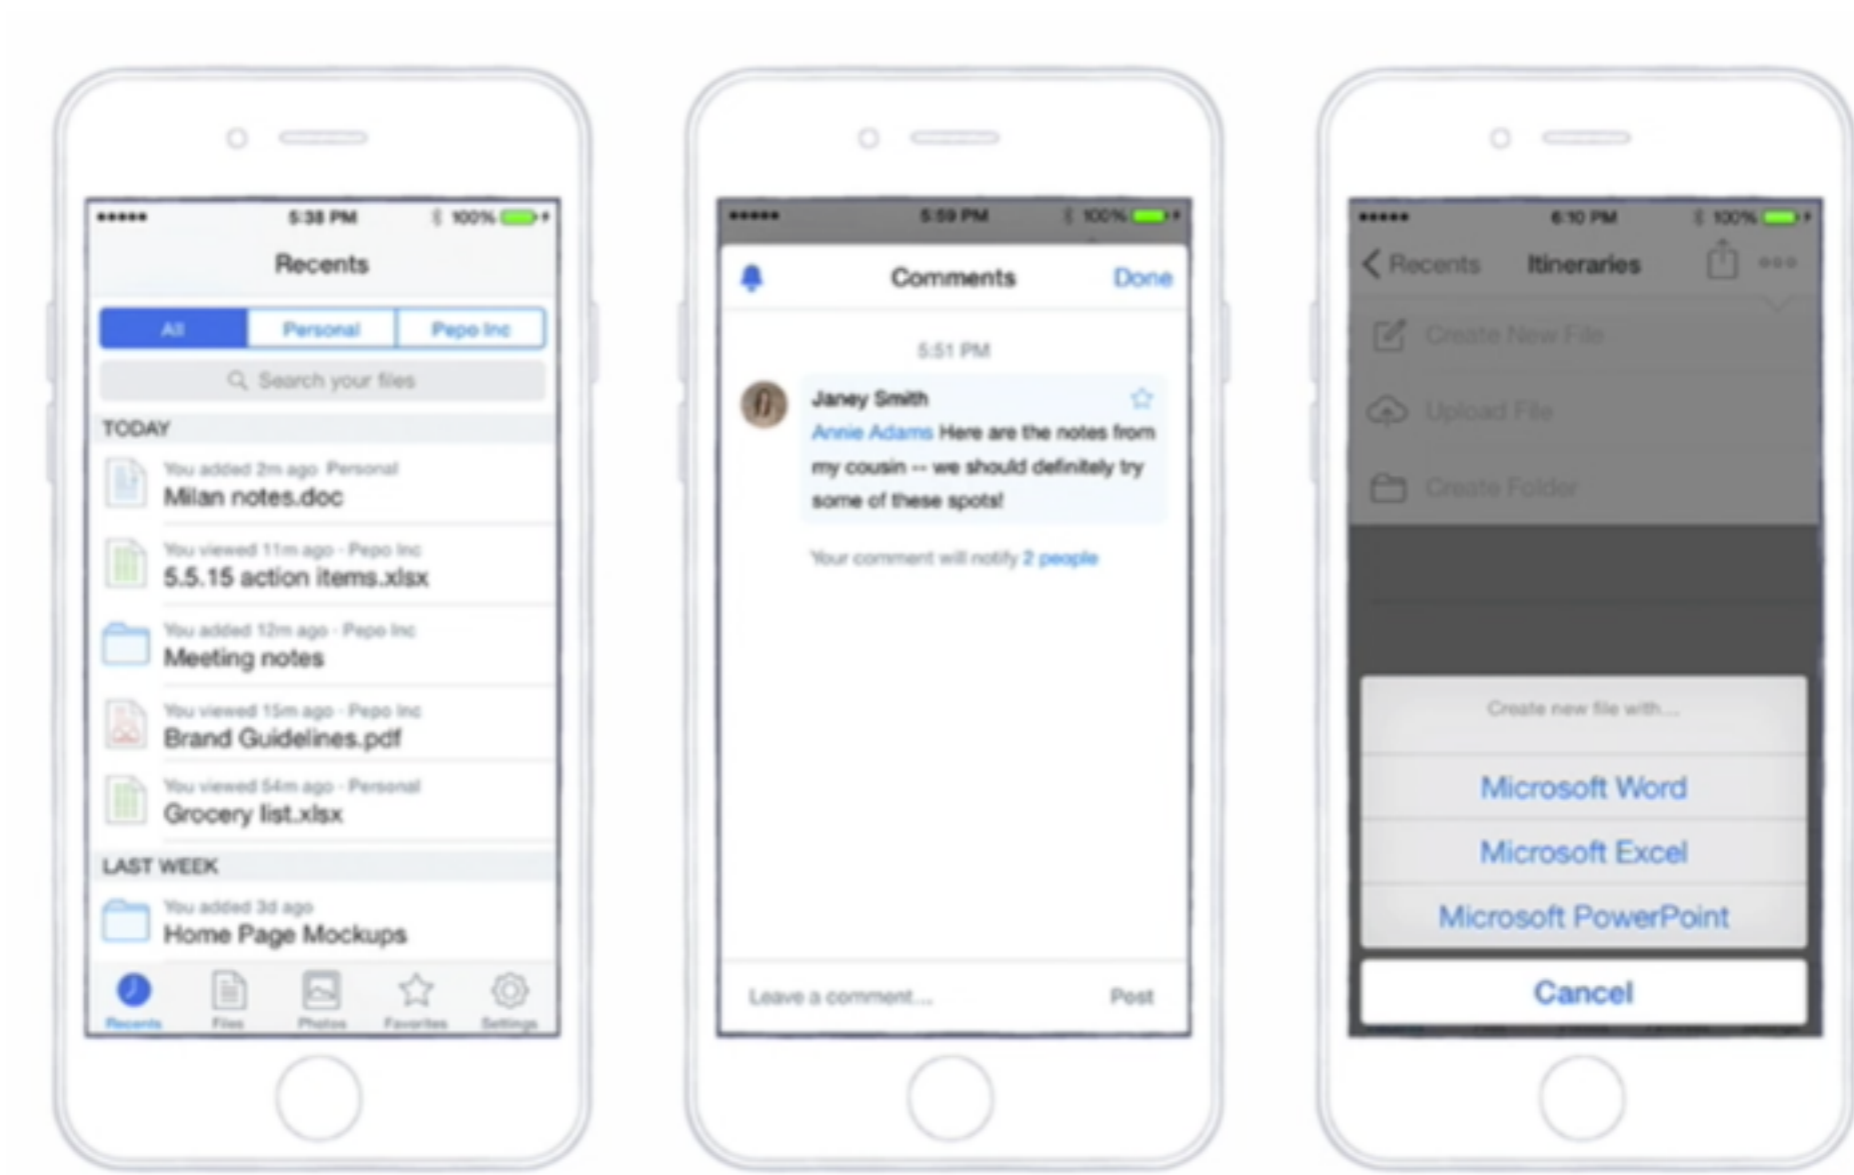 5:38 PM
100%
Recents
All
Personal
Pepo Inc
Search your files
TODAY
You added 2m ago Personal
Milan notes.doc
You viewed 11m ago · Pepo Inc
5.5.15 action items.xlsx
You added 12m ago · Pepo Inc
Meeting notes
You viewed 15m ago · Pepo Inc
Brand Guidelines.pdf
You viewed 54m ago · Personal
Grocery list.xlsx
LAST WEEK
You added 3d ago
Home Page Mockups
Recents
Files
Photos
Favorites
Settings
5:59 PM
100%
Comments
Done
5:51 PM
Janey Smith
Annie Adams Here are the notes from
my cousin -- we should definitely try
some of these spots!
Your comment will notify 2 people
Leave a comment...
Post
6:10 PM
100%
Recents
Itineraries
Create New File
Upload File
Create Folder
Create new file with...
Microsoft Word
Microsoft Excel
Microsoft PowerPoint
Cancel